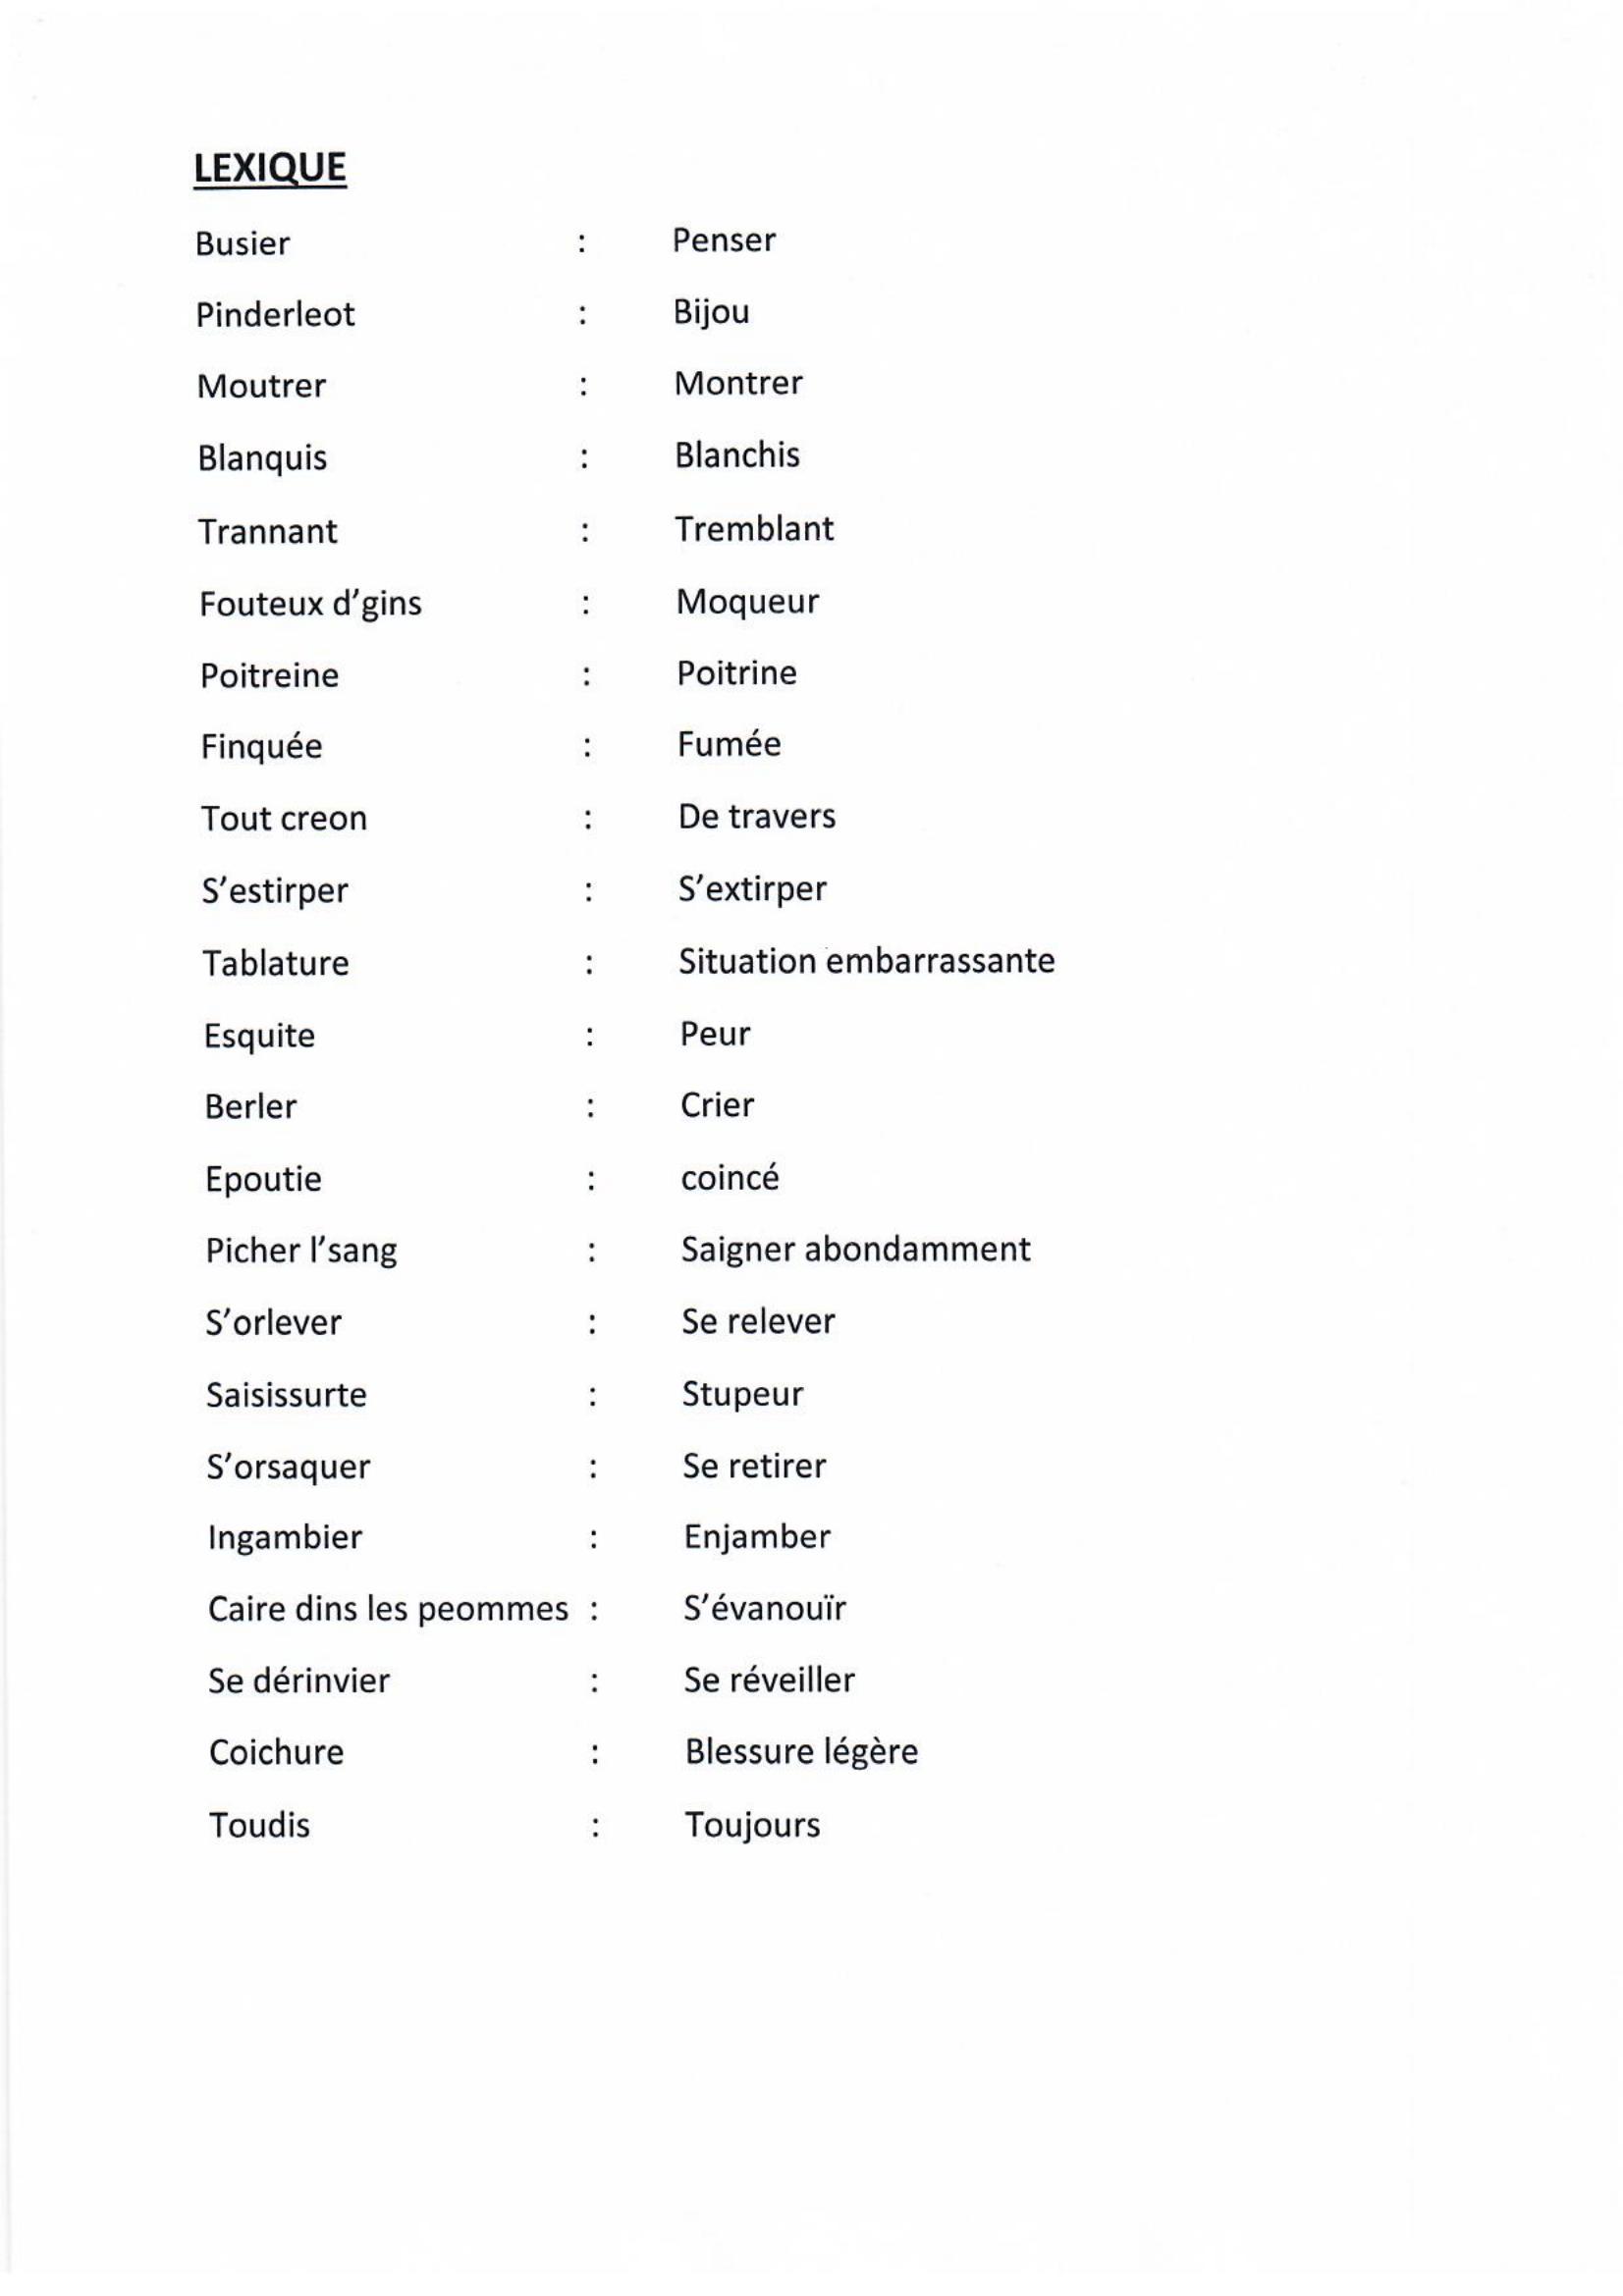 LEXIQUE
Busier : Penser
Pinderleot : Bijou
Moutrer : Montrer
Blanquis : Blanchis
Trannant : Tremblant
Fouteux d'gins : Moqueur
Poitreine : Poitrine
Finquée : Fumée
Tout creon : De travers
S'estirper : S'extirper
Tablature : Situation embarrassante
Esquite : Peur
Berler : Crier
Epoutie : coincé
Picher l'sang : Saigner abondamment
S'orlever : Se relever
Saisissurte : Stupeur
S'orsaquer : Se retirer
Ingambier : Enjamber
Caire dins les peommes : S'évanouïr
Se dérinvier : Se réveiller
Coichure : Blessure légère
Toudis : Toujours